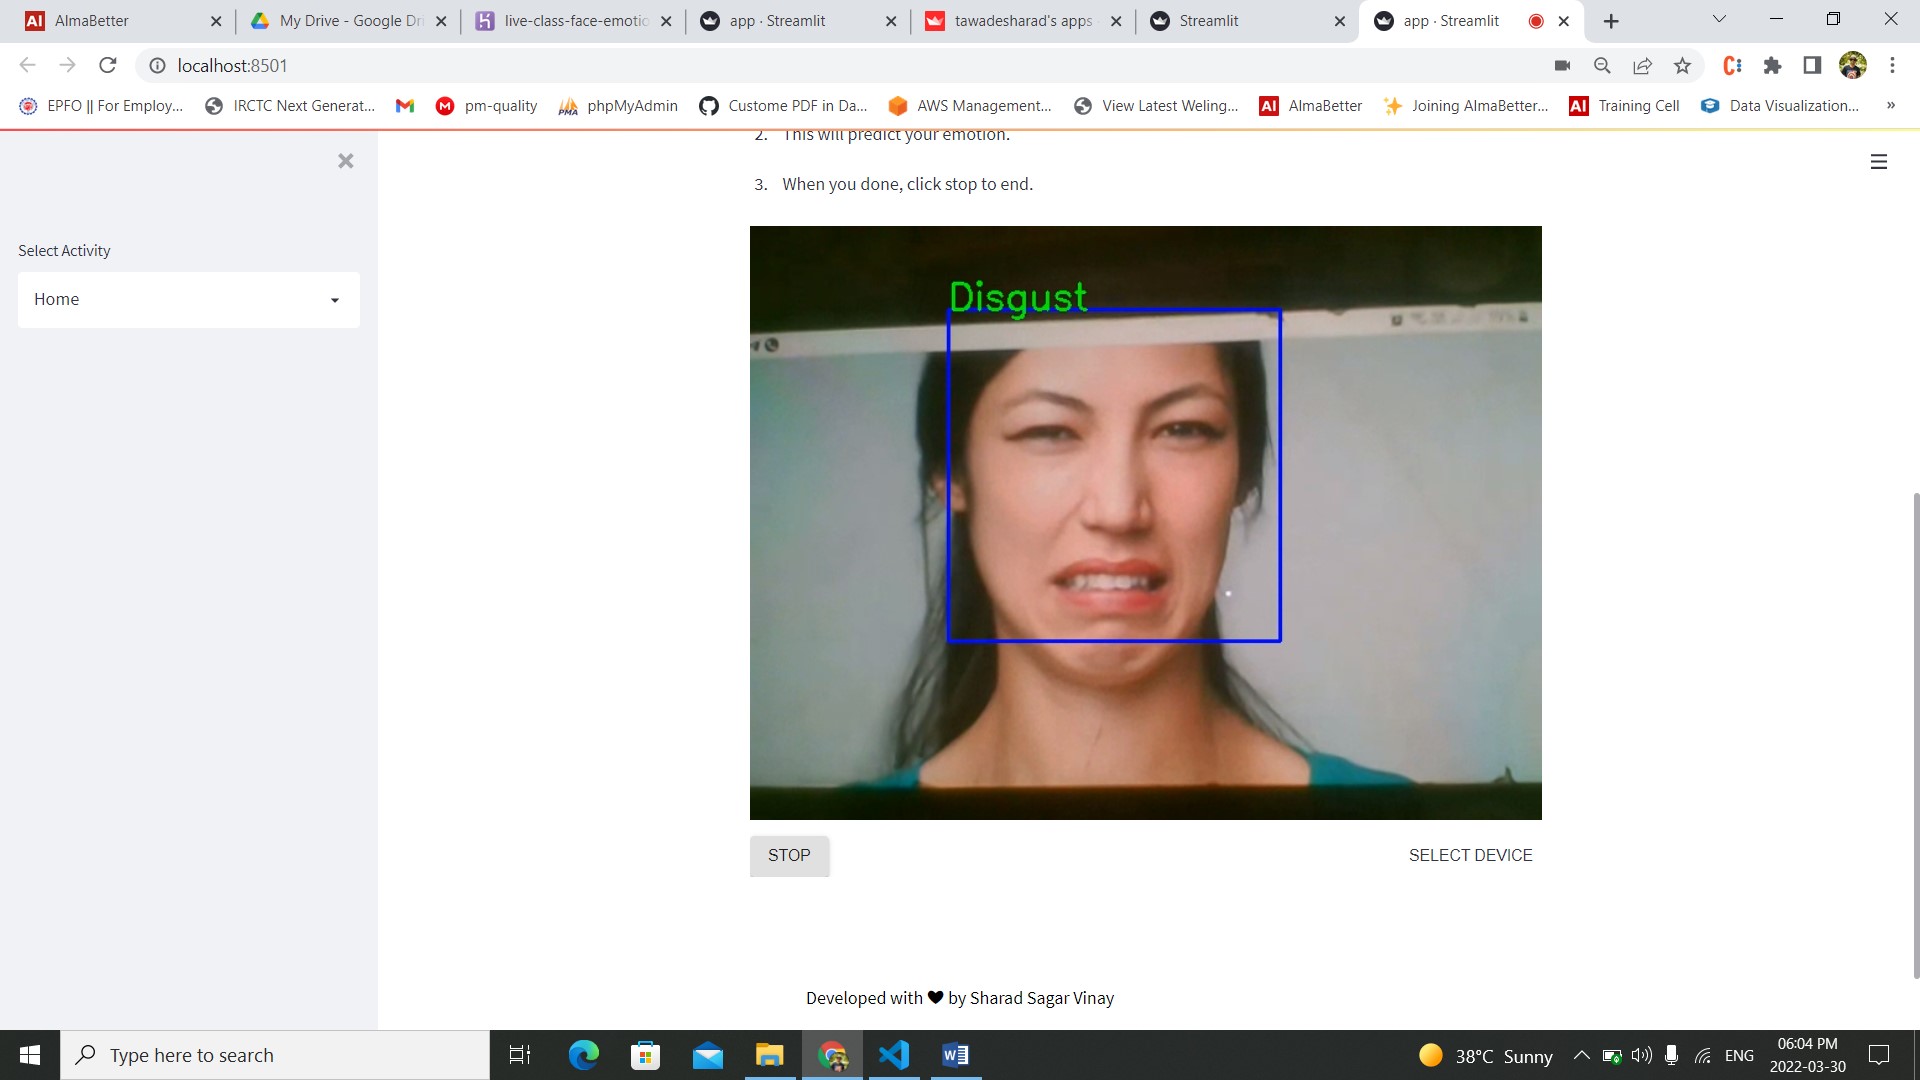 AlmaBetter
My Drive - Google Dri
live-class-face-emotio
app · Streamlit
tawadesharad's apps
Streamlit
app · Streamlit
localhost:8501
EPFO || For Employ...
IRCTC Next Generat...
pm-quality
phpMyAdmin
Custome PDF in Da...
AWS Management...
View Latest Weling...
AI AlmaBetter
Joining AlmaBetter...
AI Training Cell
Data Visualization...
»
2. This will predict your emotion.
3. When you done, click stop to end.
Select Activity
Home
Disgust
STOP
SELECT DEVICE
Developed with ♥ by Sharad Sagar Vinay
Type here to search
38°C Sunny
ENG
06:04 PM
2022-03-30